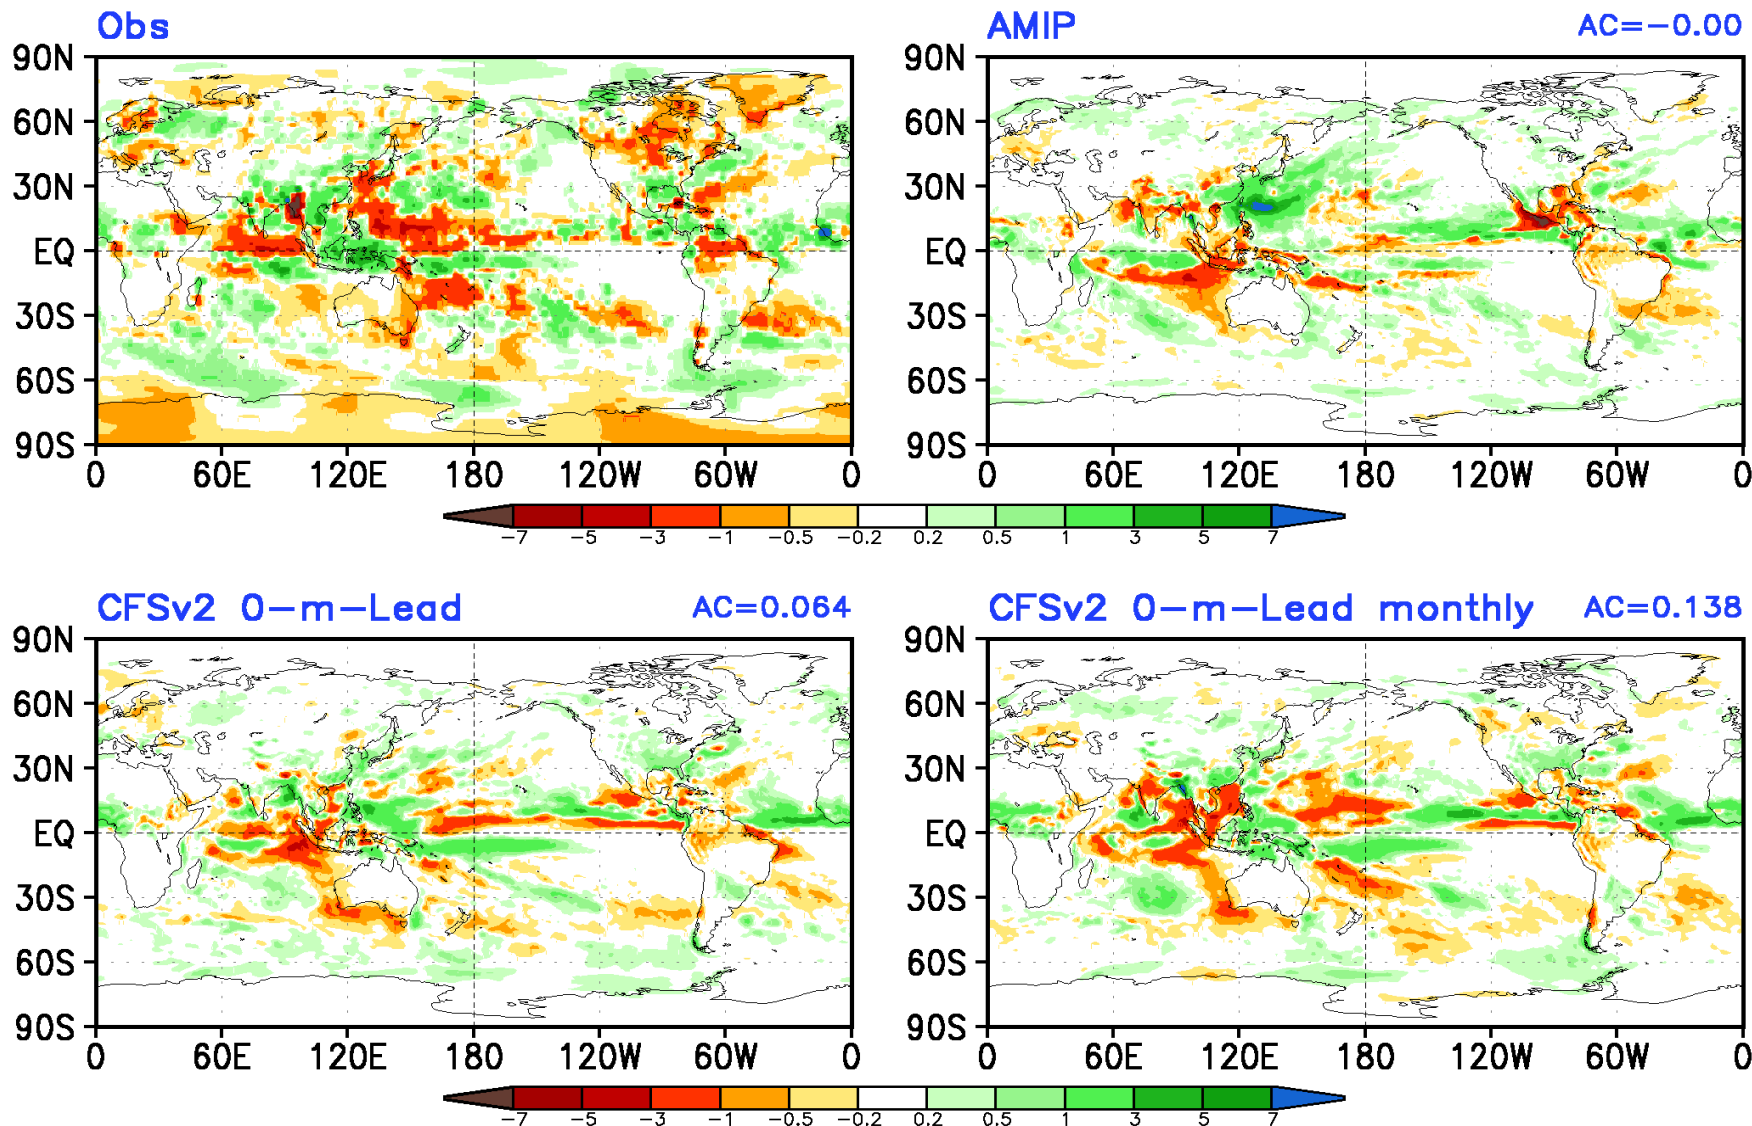 Obs
AMIP AC=-0.00
90N 60N 30N EQ 30S 60S 90S
0 60E 120E 180 120W 60W 0
90N 60N 30N EQ 30S 60S 90S
0 60E 120E 180 120W 60W 0
-7 -5 -3 -1 -0.5 -0.2 0.2 0.5 1 3 5 7
CFSv2 0-m-Lead AC=0.064
CFSv2 0-m-Lead monthly AC=0.138
90N 60N 30N EQ 30S 60S 90S
0 60E 120E 180 120W 60W 0
90N 60N 30N EQ 30S 60S 90S
0 60E 120E 180 120W 60W 0
-7 -5 -3 -1 -0.5 -0.2 0.2 0.5 1 3 5 7